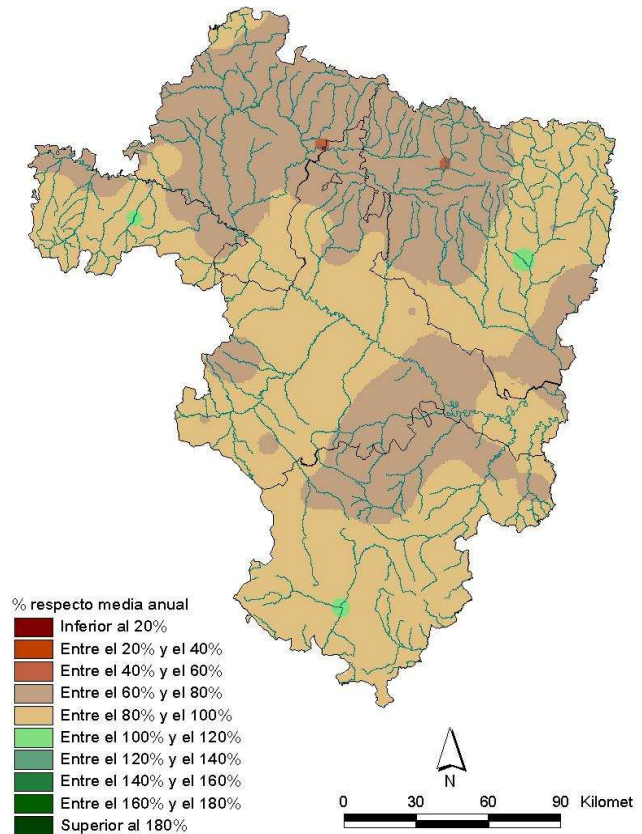 % respecto media anual
Inferior al 20%
Entre el 20% y el 40%
Entre el 40% y el 60%
Entre el 60% y el 80%
Entre el 80% y el 100%
Entre el 100% y el 120%
Entre el 120% y el 140%
Entre el 140% y el 160%
Entre el 160% y el 180%
Superior al 180%
N
0 30 60 90 Kilomet